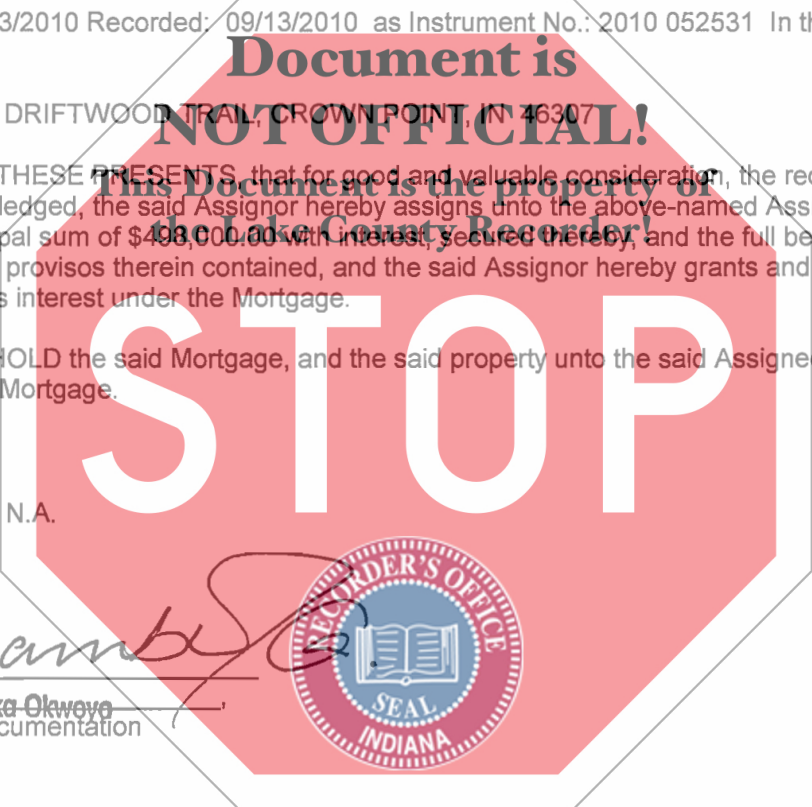 3/2010 Recorded: 09/13/2010 as Instrument No.: 2010 052531 In th
Document is
DRIFTWOOD TRAIL, CROWN POINT, IN 46307
NOT OFFICIAL!
THESE PRESENTS, that for good and valuable consideration, the rec
This Document is the property of
ledged, the said Assignor hereby assigns unto the above-named Ass
the Lake County Recorder!
pal sum of $498,000.00 with interest, secured thereby, and the full be
provisos therein contained, and the said Assignor hereby grants and
s interest under the Mortgage.
STOP
HOLD the said Mortgage, and the said property unto the said Assignee
Mortgage.
N.A.
RECORDER'S OFFICE
SEAL
INDIANA
ka Okwoya
cumentation